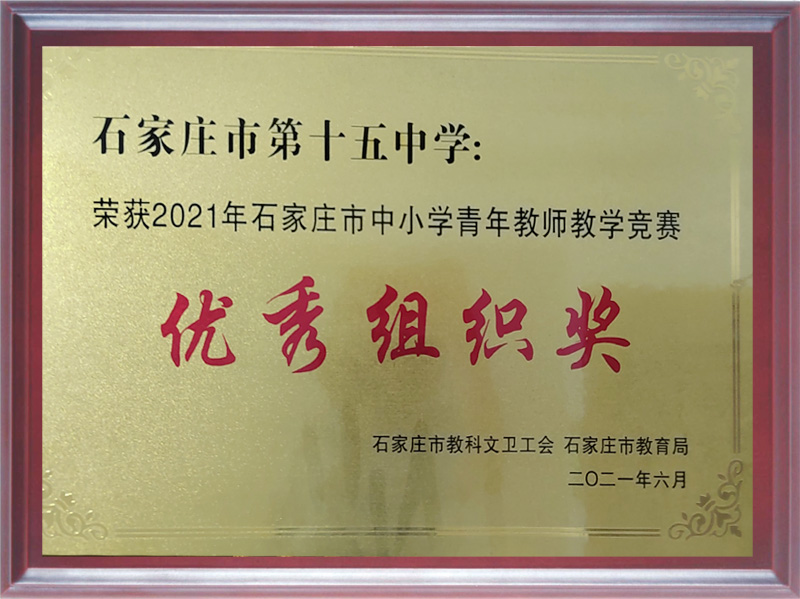 石家庄市第十五中学:
荣获2021年石家庄市中小学青年教师教学竞赛
优秀组织奖
石家庄市教科文卫工会 石家庄市教育局
二〇二一年六月